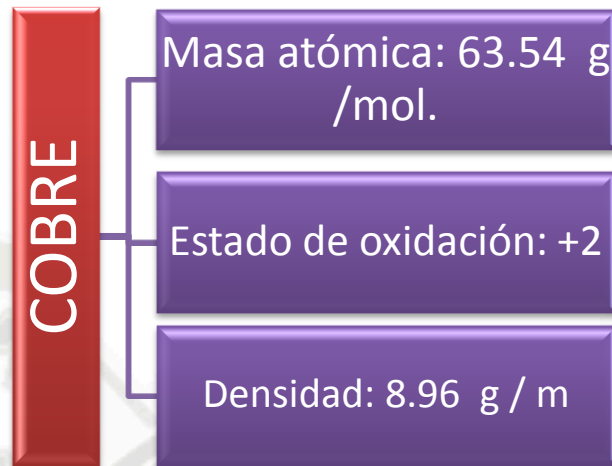 COBRE
Masa atómica: 63.54 g
/mol.
Estado de oxidación: +2
Densidad: 8.96 g / m